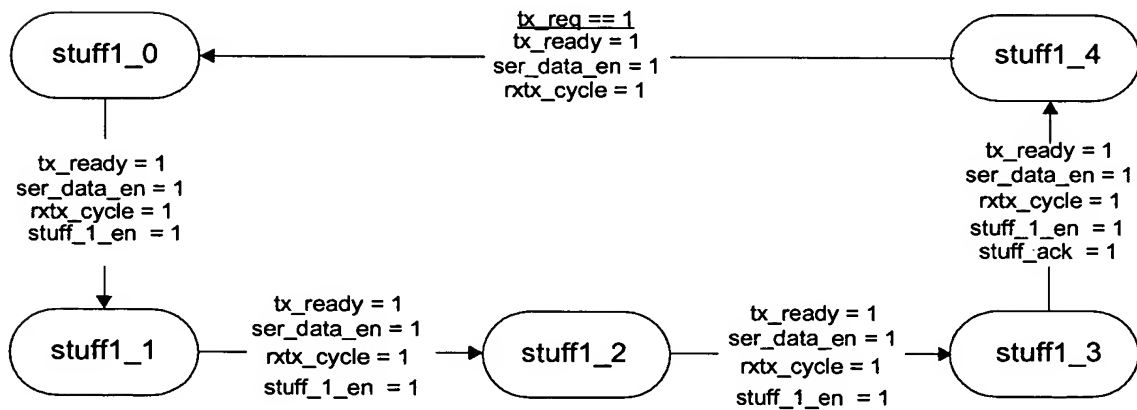 stuff1_0
tx_req == 1
tx_ready = 1
ser_data_en = 1
rxtx_cycle = 1
stuff1_4
tx_ready = 1
ser_data_en = 1
rxtx_cycle = 1
stuff_1_en = 1
tx_ready = 1
ser_data_en = 1
rxtx_cycle = 1
stuff_1_en = 1
stuff_ack = 1
stuff1_1
tx_ready = 1
ser_data_en = 1
rxtx_cycle = 1
stuff_1_en = 1
stuff1_2
tx_ready = 1
ser_data_en = 1
rxtx_cycle = 1
stuff_1_en = 1
stuff1_3